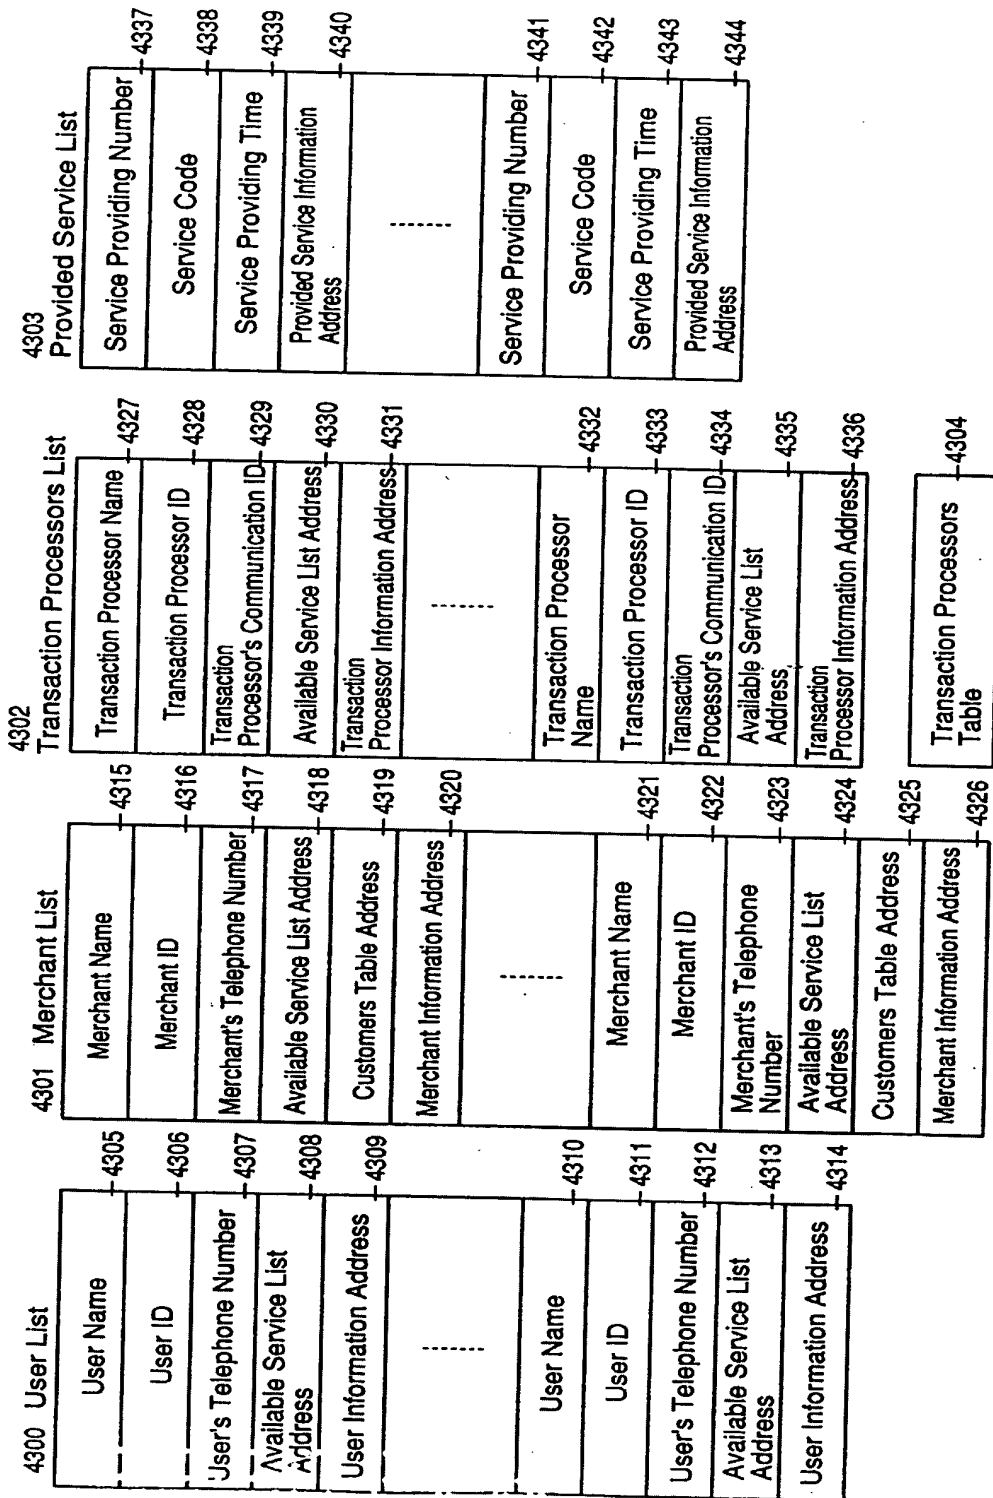 4300 User List
User Name
4305
User ID
4306
User's Telephone Number
4307
Available Service List
Address
4308
User Information Address
4309
User Name
4310
User ID
4311
User's Telephone Number
4312
Available Service List
Address
4313
User Information Address
4314
4301 Merchant List
Merchant Name
4315
Merchant ID
4316
Merchant's Telephone Number
4317
Available Service List Address
4318
Customers Table Address
4319
Merchant Information Address
4320
Merchant Name
4321
Merchant ID
4322
Merchant's Telephone
Number
4323
Available Service List
Address
4324
Customers Table Address
4325
Merchant Information Address
4326
4302
Transaction Processors List
Transaction Processor Name
4327
Transaction Processor ID
4328
Transaction
Processor's Communication ID
4329
Available Service List Address
4330
Transaction
Processor Information Address
4331
Transaction Processor
Name
4332
Transaction Processor ID
4333
Transaction
Processor's Communication ID
4334
Available Service List
Address
4335
Transaction
Processor Information Address
4336
Transaction Processors
Table
4304
4303
Provided Service List
Service Providing Number
4337
Service Code
4338
Service Providing Time
4339
Provided Service Information
Address
4340
Service Providing Number
4341
Service Code
4342
Service Providing Time
4343
Provided Service Information
Address
4344